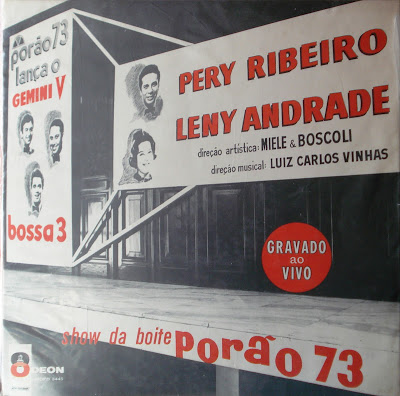 porão 73
lança o
GEMINI V
bossa 3
PERY RIBEIRO
LENY ANDRADE
direção artística: MIELE & BOSCOLI
direção musical: LUIZ CARLOS VINHAS
GRAVADO
ao
VIVO
show da boite porão 73
ODEON